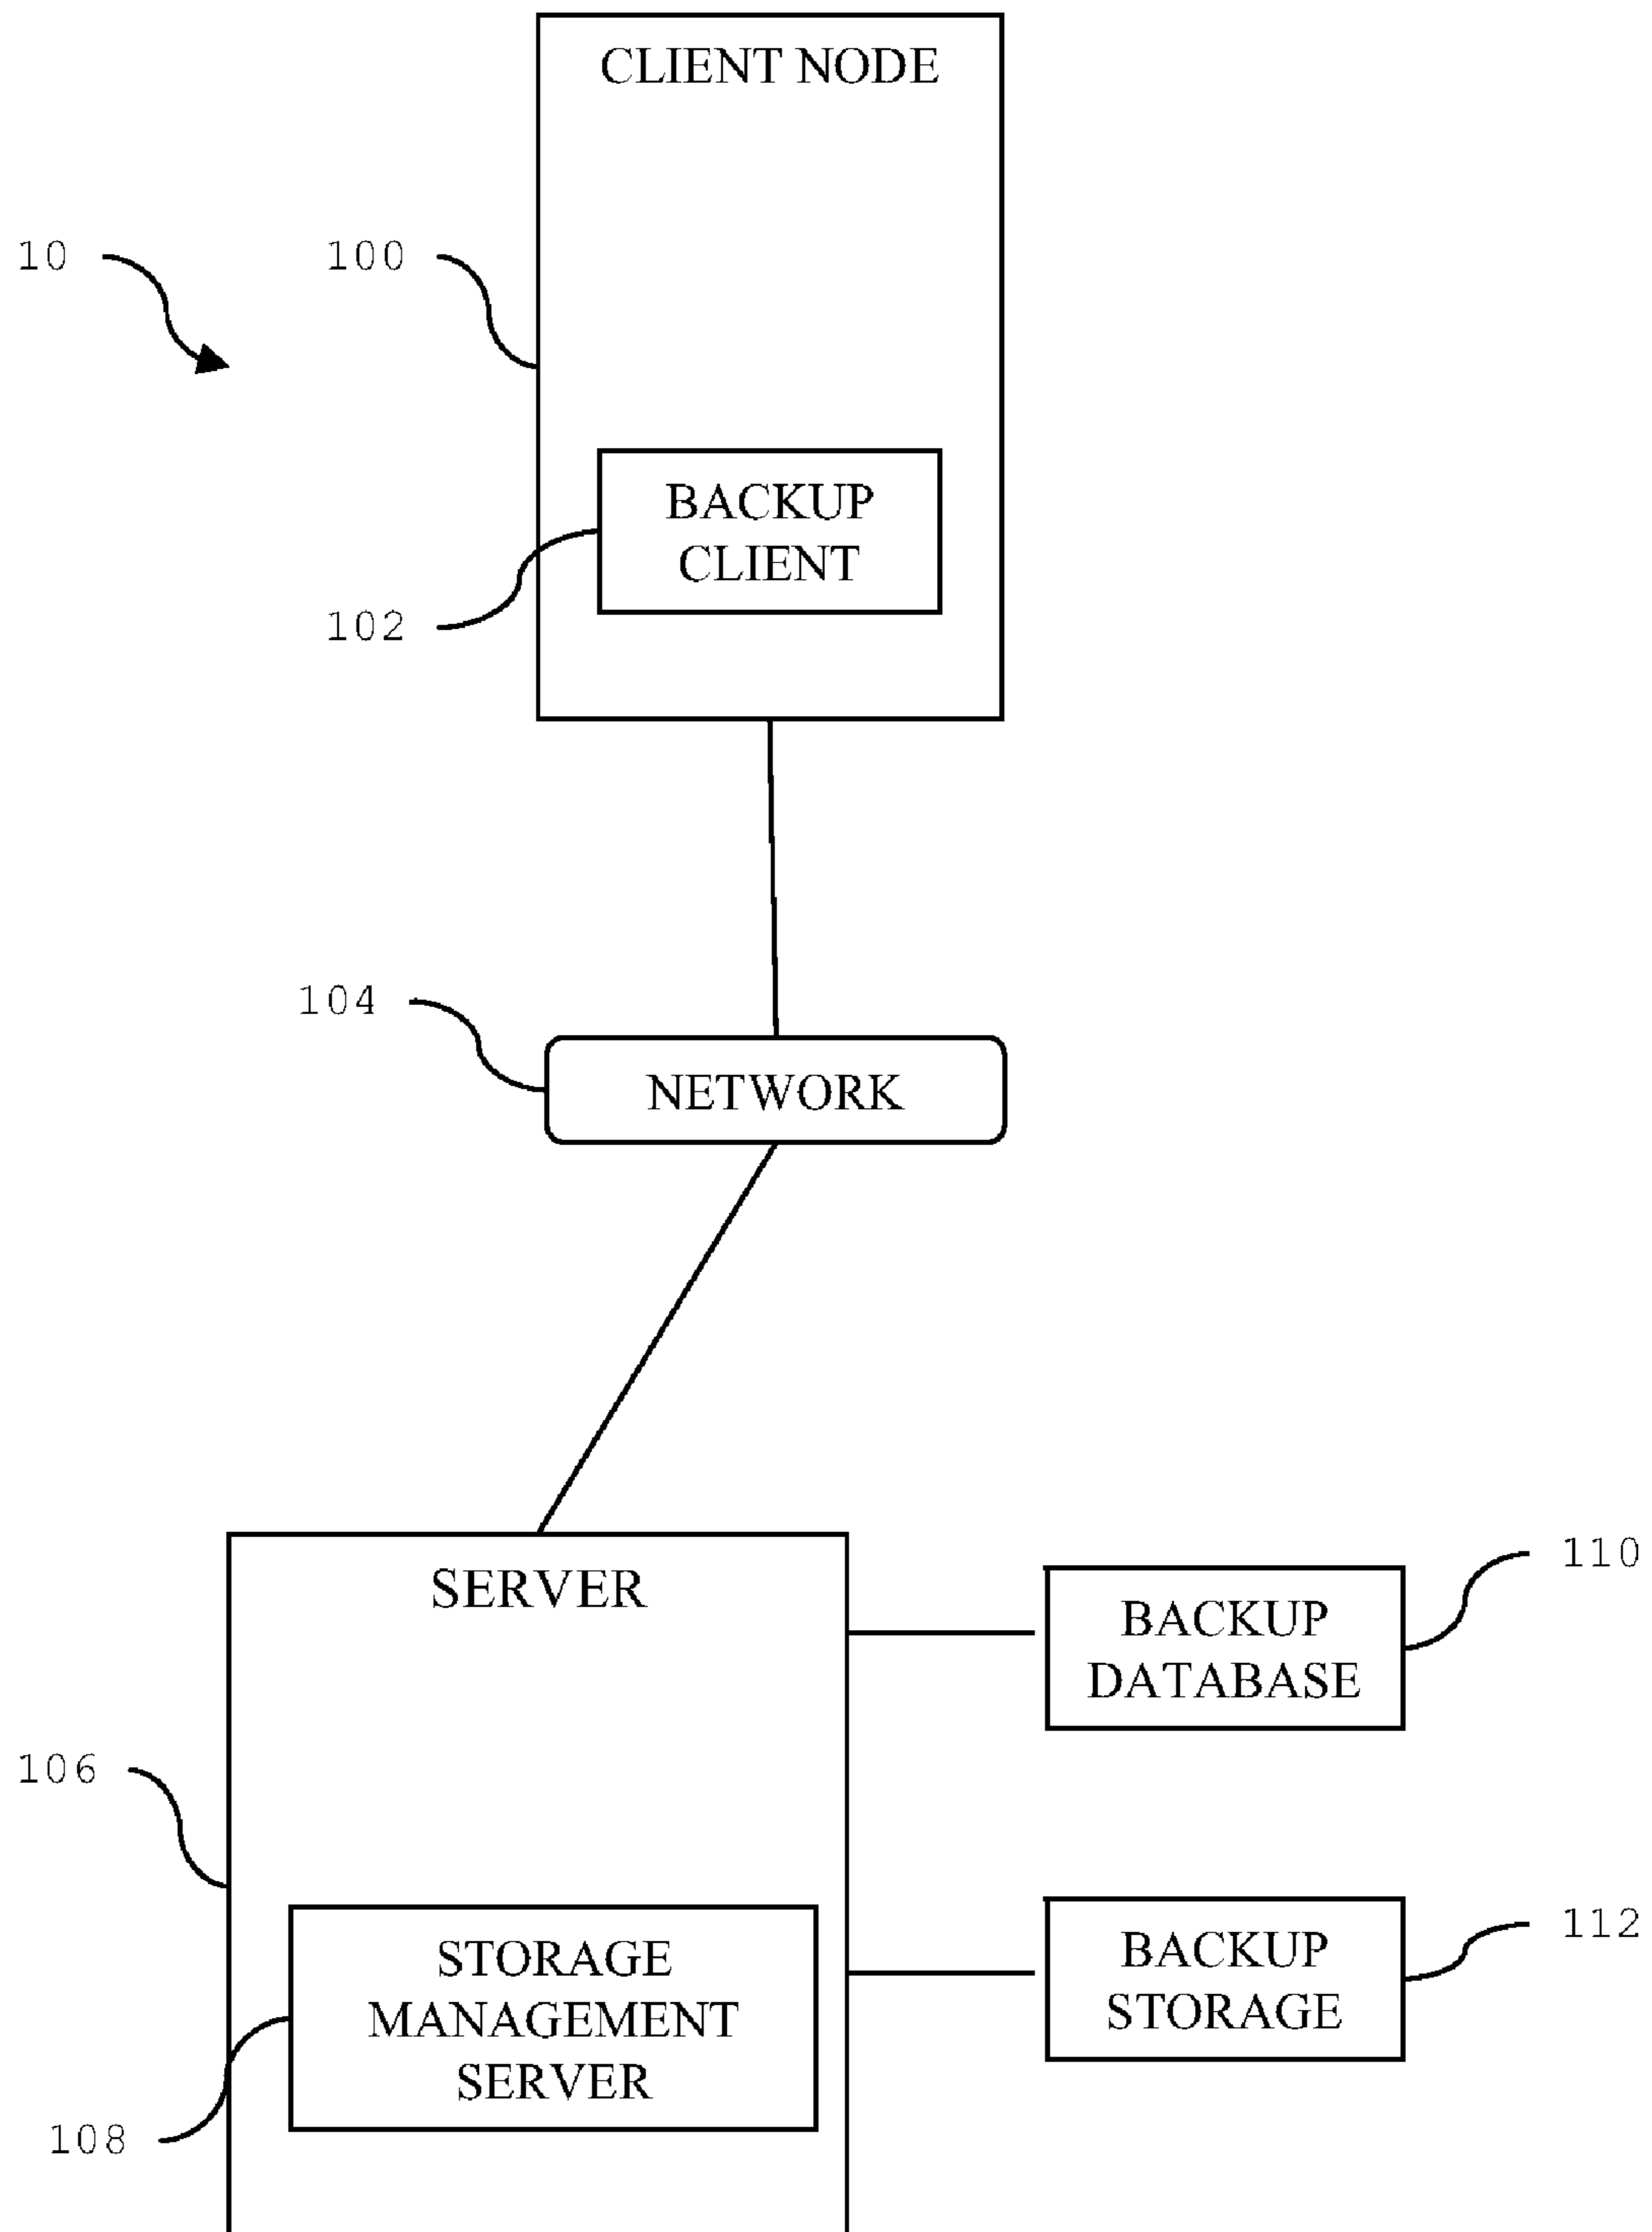 CLIENT NODE
10
100
BACKUP
CLIENT
102
104
NETWORK
SERVER
110
BACKUP
DATABASE
106
112
BACKUP
STORAGE
STORAGE
MANAGEMENT
SERVER
108